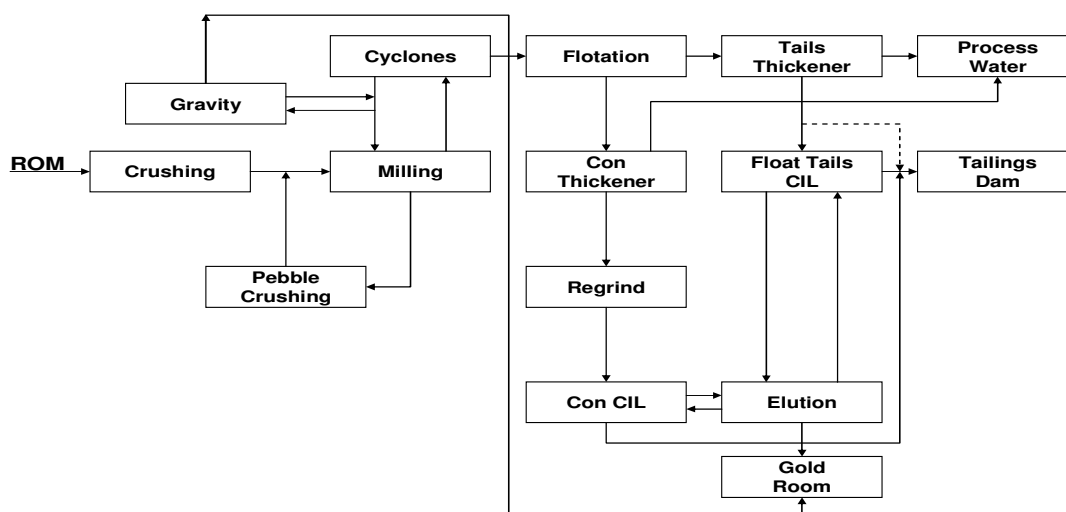 Cyclones
Flotation
Tails
Thickener
Process
Water
Gravity
ROM
Crushing
Milling
Con
Thickener
Float Tails
CIL
Tailings
Dam
Pebble
Crushing
Regrind
Con CIL
Elution
Gold
Room